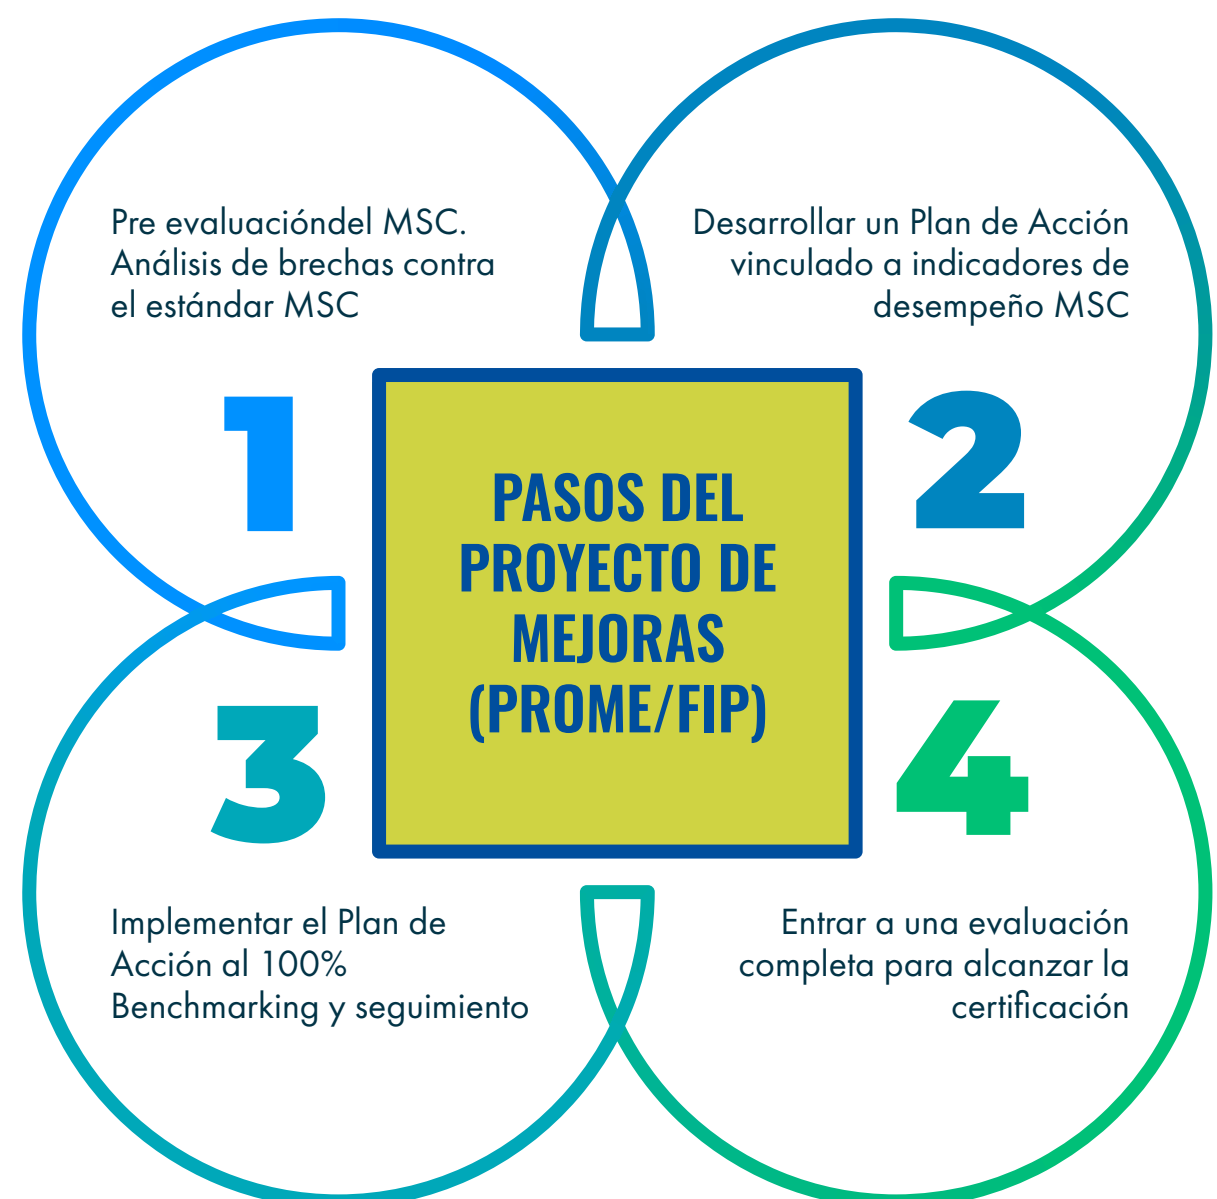 Pre evaluacióndel MSC.
Análisis de brechas contra
el estándar MSC
1
Desarrollar un Plan de Acción
vinculado a indicadores de
desempeño MSC
2
PASOS DEL
PROYECTO DE
MEJORAS
(PROME/FIP)
3
Implementar el Plan de
Acción al 100%
Benchmarking y seguimiento
4
Entrar a una evaluación
completa para alcanzar la
certificación